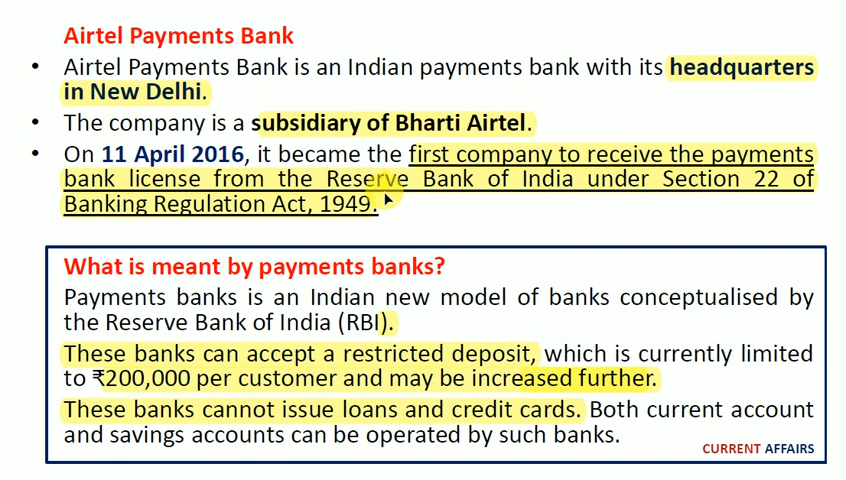 Airtel Payments Bank
• Airtel Payments Bank is an Indian payments bank with its headquarters
in New Delhi.
• The company is a subsidiary of Bharti Airtel.
• On 11 April 2016, it became the first company to receive the payments
bank license from the Reserve Bank of India under Section 22 of
Banking Regulation Act, 1949.
What is meant by payments banks?
Payments banks is an Indian new model of banks conceptualised by
the Reserve Bank of India (RBI).
These banks can accept a restricted deposit, which is currently limited
to ₹200,000 per customer and may be increased further.
These banks cannot issue loans and credit cards. Both current account
and savings accounts can be operated by such banks.
CURRENT AFFAIRS